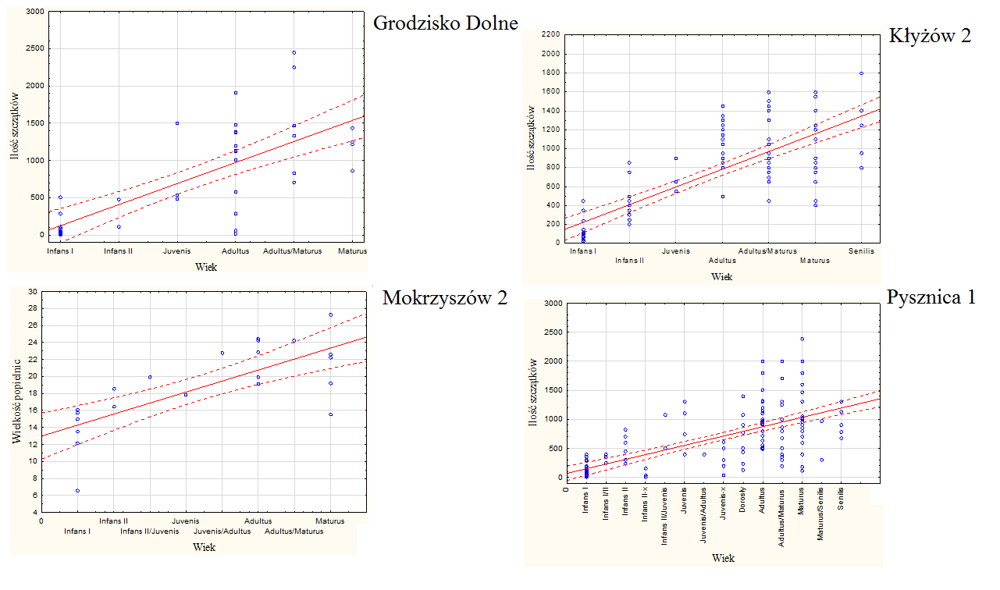 Grodzisko Dolne
3000
2500
2000
1500
1000
500
0
Ilość szczątków
Infans I Infans II Juvenis Adultus Adultus/Maturus Maturus
Wiek
Kłyżów 2
2200
2000
1800
1600
1400
1200
1000
800
600
400
200
0
Ilość szczątków
Infans I Juvenis Adultus/Maturus Senilis
Infans II Adultus Maturus
Wiek
Mokrzyszów 2
30
28
26
24
22
20
18
16
14
12
10
8
6
4
Wielkość popielnic
0 Infans II Juvenis Adultus Maturus
Infans I Infans II/Juvenis Juvenis/Adultus Adultus/Maturus
Wiek
Pysznica 1
3000
2500
2000
1500
1000
500
0
Ilość szczątków
0
Infans I
Infans I/II
Infans II
Infans II-x
Infans II/Juvenis
Juvenis
Juvenis/Adultus
Juvenis-x
Dorosły
Adultus
Adultus/Maturus
Maturus
Maturus/Senilis
Senilis
Wiek